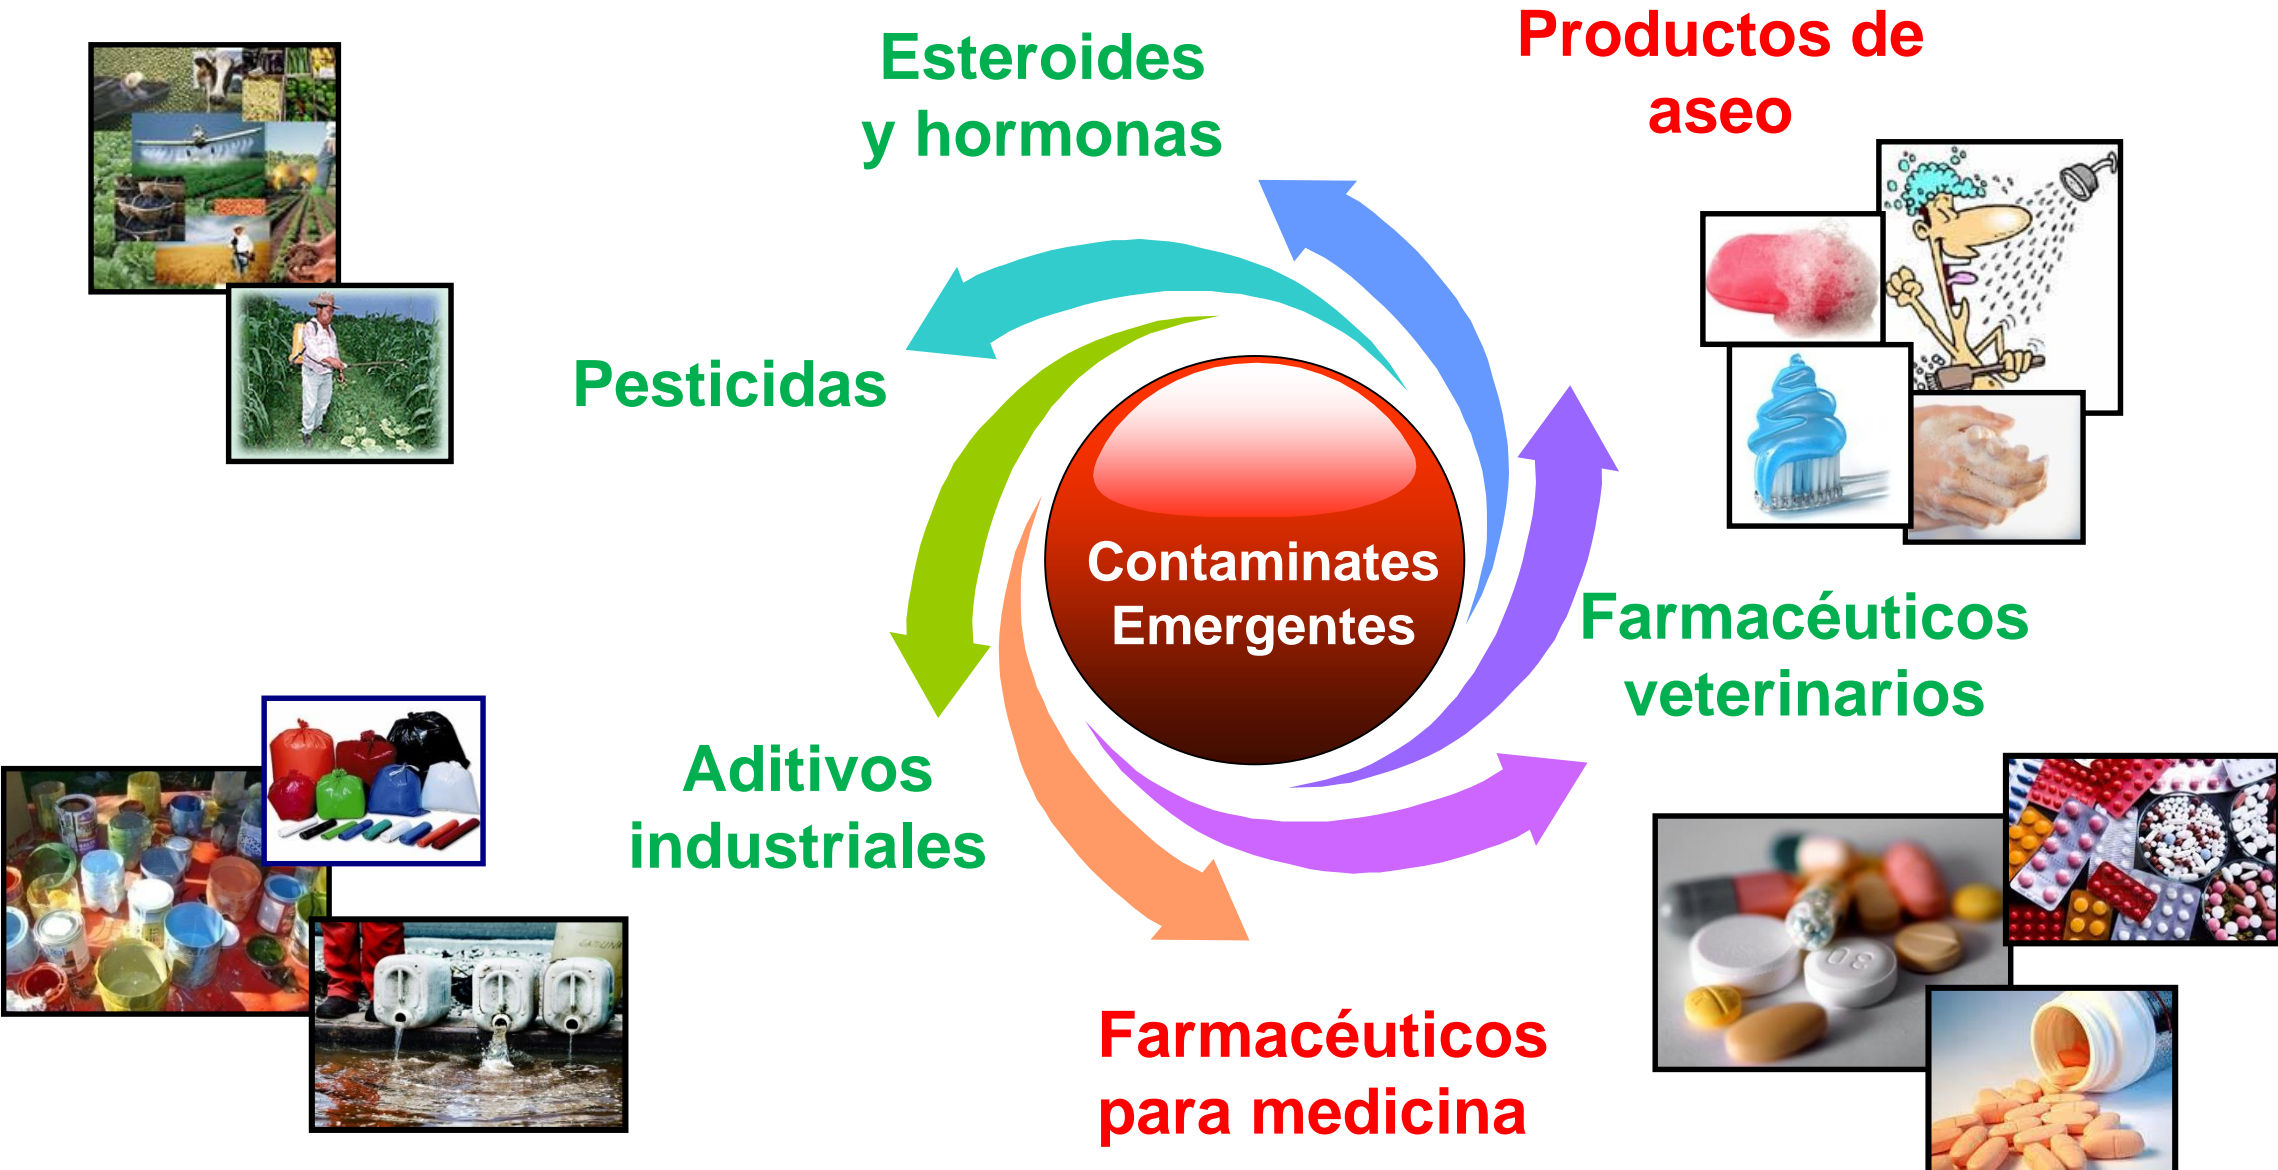 Esteroides
y hormonas
Productos de
aseo
Pesticidas
Contaminates
Emergentes
Farmacéuticos
veterinarios
Aditivos
industriales
Farmacéuticos
para medicina